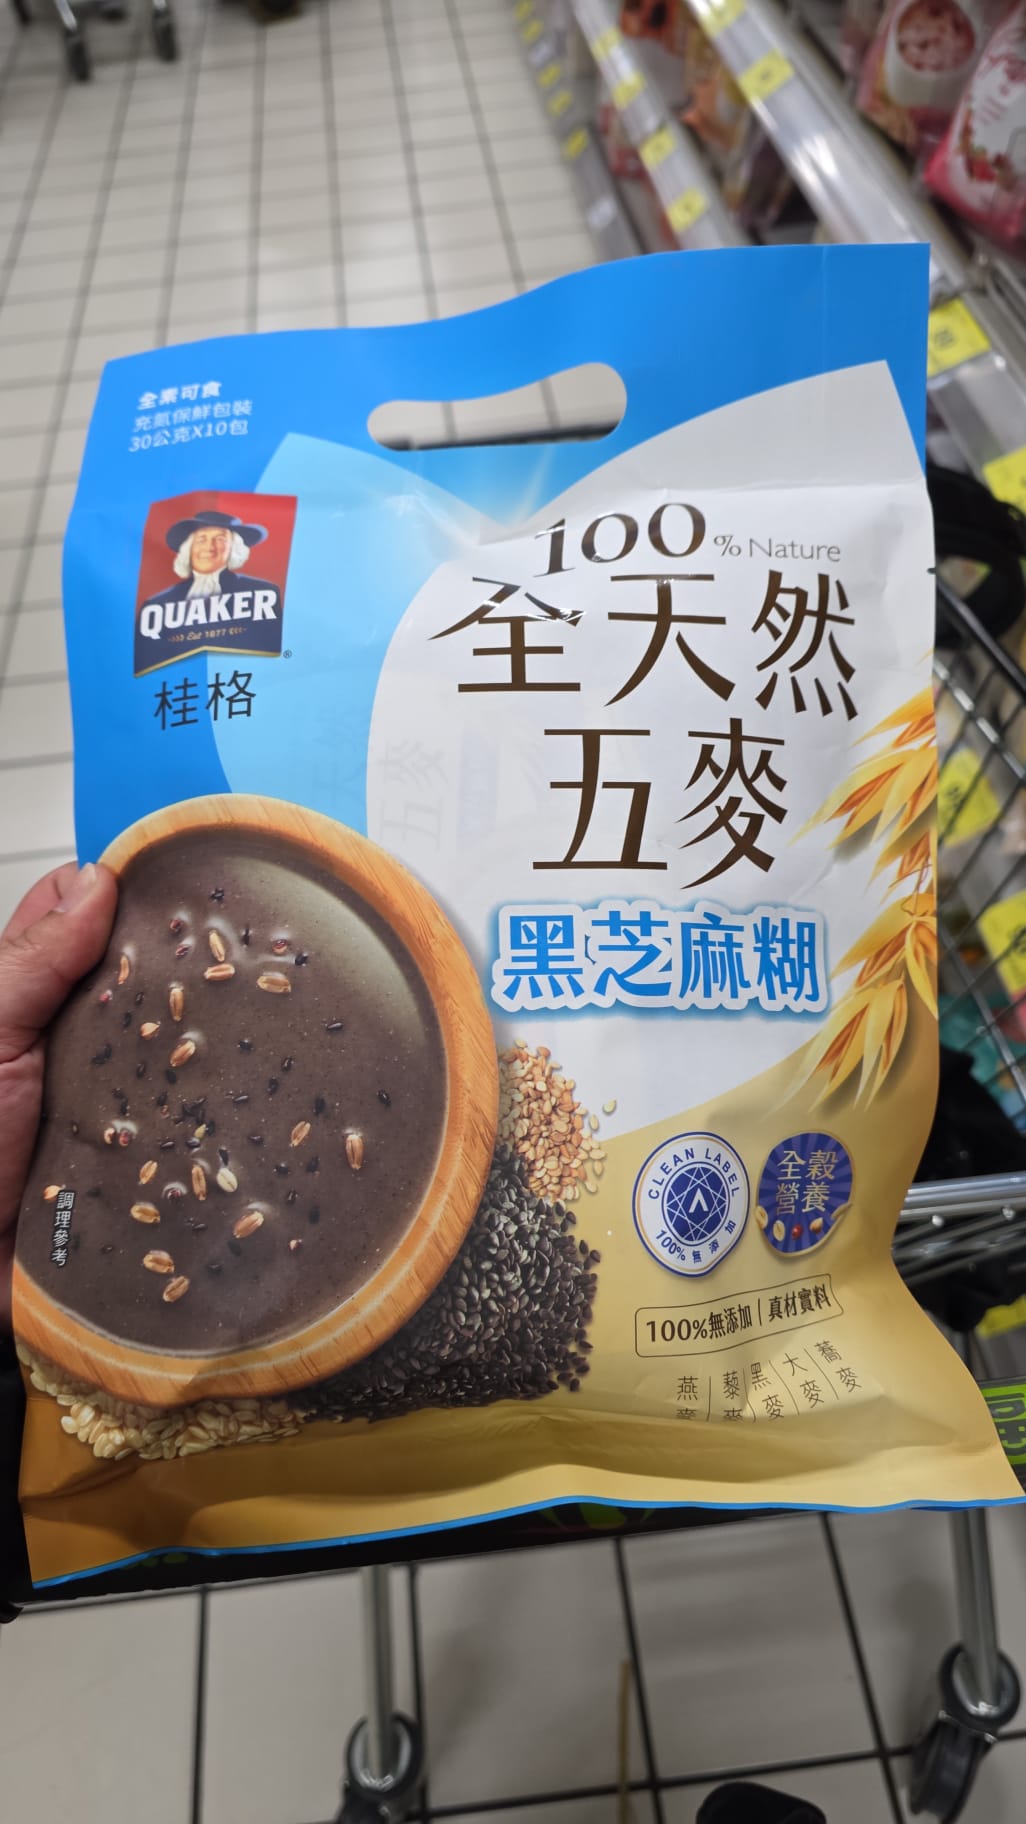 全素可食
充氮保鮮包裝
30公克X10包
QUAKER
Est 1877
®
桂格
100% Nature
全天然
五麥
黑芝麻糊
CLEAN LABEL
100%無添加
全穀
營養
100%無添加|真材實料
燕麥|藜麥|黑麥|大麥|蕎麥
調理參考